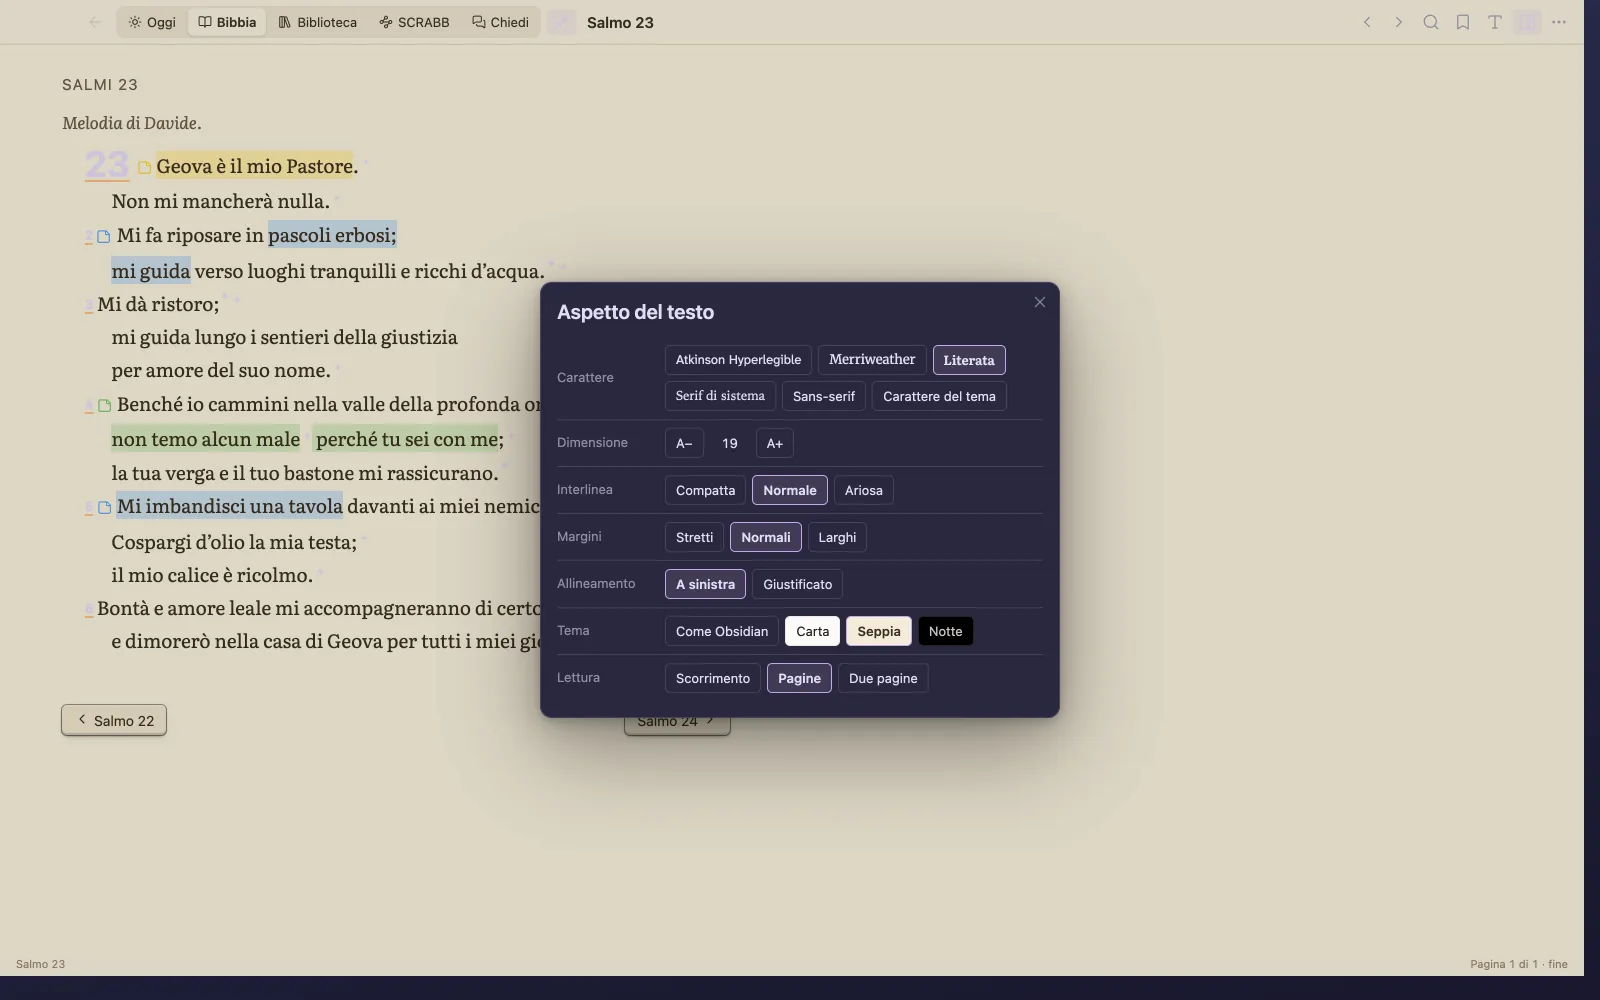 Oggi Bibbia Biblioteca SCRABB Chiedi Salmo 23
SALMI 23
Melodia di Davide.
23 Geova è il mio Pastore.
Non mi mancherà nulla.
2 Mi fa riposare in pascoli erbosi;
mi guida verso luoghi tranquilli e ricchi d’acqua.
3 Mi dà ristoro;
mi guida lungo i sentieri della giustizia
per amore del suo nome.
4 Benché io cammini nella valle della profonda
non temo alcun male perché tu sei con me;
la tua verga e il tuo bastone mi rassicurano.
5 Mi imbandisci una tavola davanti ai miei
Cospargi d’olio la mia testa;
il mio calice è ricolmo.
6 Bontà e amore leale mi accompagneranno di certo
e dimorerò nella casa di Geova per tutti i miei
Salmo 22
Salmo 24
Aspetto del testo
Carattere
Atkinson Hyperlegible Merriweather Literata
Serif di sistema Sans-serif Carattere del tema
Dimensione A− 19 A+
Interlinea Compatta Normale Ariosa
Margini Stretti Normali Larghi
Allineamento A sinistra Giustificato
Tema Come Obsidian Carta Seppia Notte
Lettura Scorrimento Pagine Due pagine
Salmo 23
Pagina 1 di 1 · fine